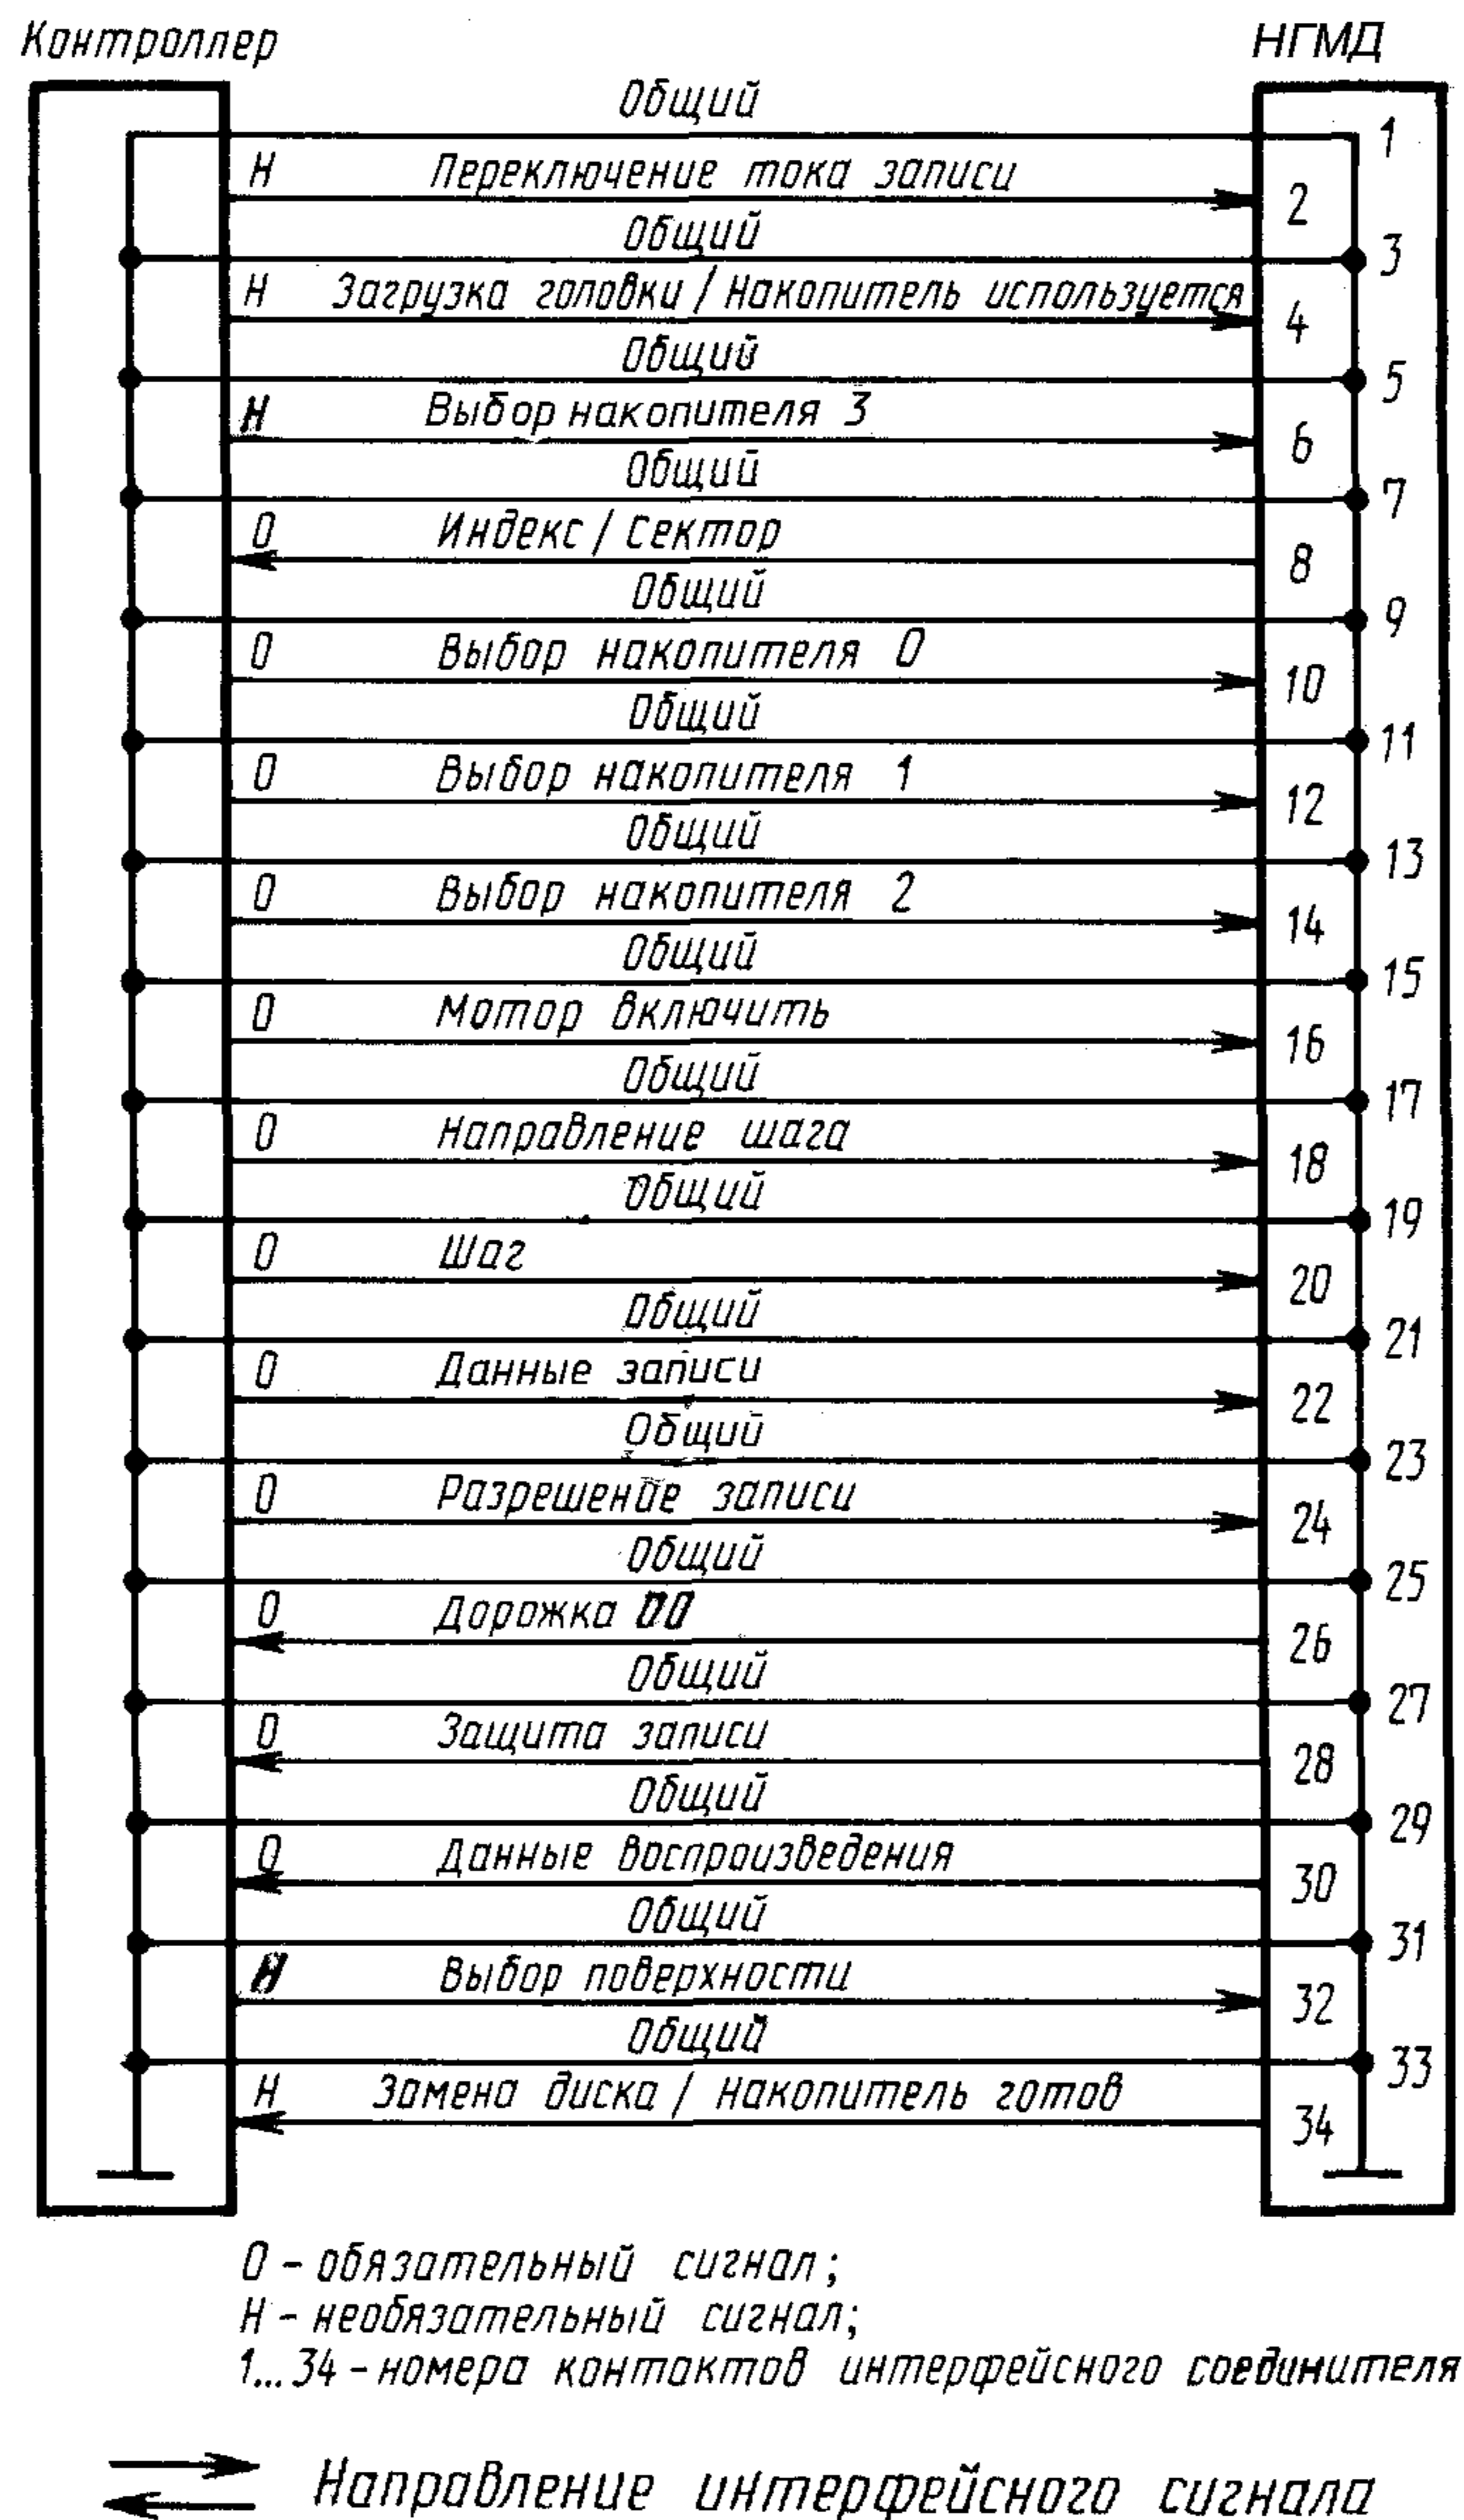 Контроллер НГМД
Общий 1
Н Переключение тока записи 2
Общий 3
Н Загрузка головки / Накопитель используется 4
Общий 5
Н Выбор накопителя 3 6
Общий 7
О Индекс / Сектор 8
Общий 9
О Выбор накопителя 0 10
Общий 11
О Выбор накопителя 1 12
Общий 13
О Выбор накопителя 2 14
Общий 15
О Мотор включить 16
Общий 17
О Направление шага 18
Общий 19
О Шаг 20
Общий 21
О Данные записи 22
Общий 23
О Разрешение записи 24
Общий 25
О Дорожка 00 26
Общий 27
О Защита записи 28
Общий 29
О Данные воспроизведения 30
Общий 31
Н Выбор поверхности 32
Общий 33
Н Замена диска / Накопитель готов 34
О - обязательный сигнал;
Н - необязательный сигнал;
1...34 - номера контактов интерфейсного соединителя
Направление интерфейсного сигнала